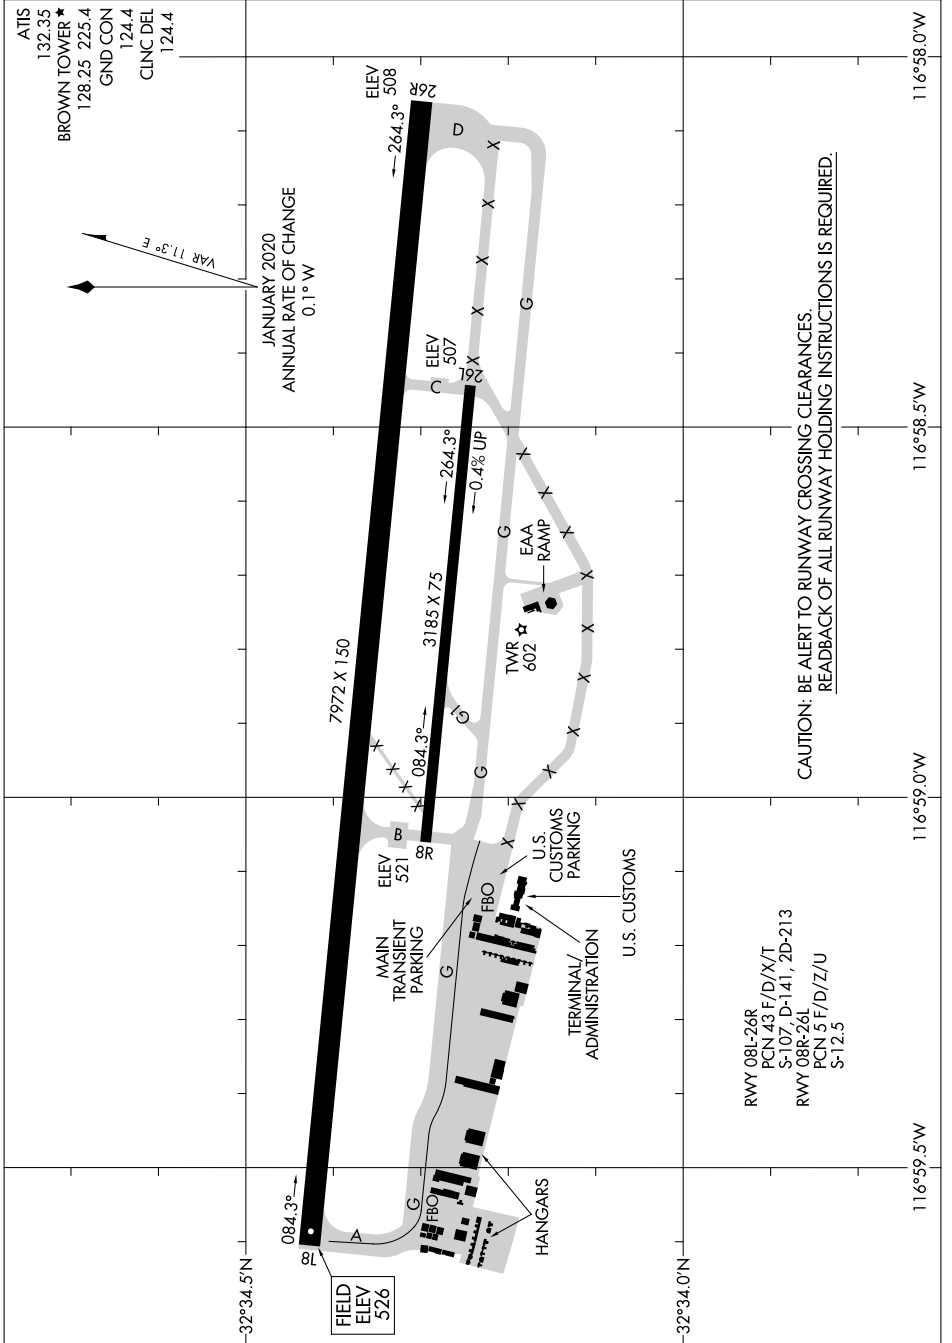 ATIS
132.35
BROWN TOWER ★
128.25 225.4
GND CON
124.4
CLNC DEL
124.4
VAR 11.3° E
JANUARY 2020
ANNUAL RATE OF CHANGE
0.1° W
32°34.5'N
32°34.0'N
116°59.5'W
116°59.0'W
116°58.5'W
116°58.0'W
FIELD
ELEV
526
8L
084.3°
7972 X 150
264.3°
26R
ELEV
508
A
B
C
D
ELEV
521
8R
084.3°
3185 X 75
264.3°
0.4% UP
26L
ELEV
507
X
X
X
X
X
X
X
X
X
G1
G
G
G
G
G
X
X
X
X
X
X
X
X
X
X
X
TWR
602
EAA
RAMP
MAIN
TRANSIENT
PARKING
FBO
FBO
U.S.
CUSTOMS
PARKING
U.S. CUSTOMS
TERMINAL/
ADMINISTRATION
HANGARS
RWY 08L-26R
PCN 43 F/D/X/T
S-107, D-141, 2D-213
RWY 08R-26L
PCN 5 F/D/Z/U
S-12.5
CAUTION: BE ALERT TO RUNWAY CROSSING CLEARANCES.
READBACK OF ALL RUNWAY HOLDING INSTRUCTIONS IS REQUIRED.